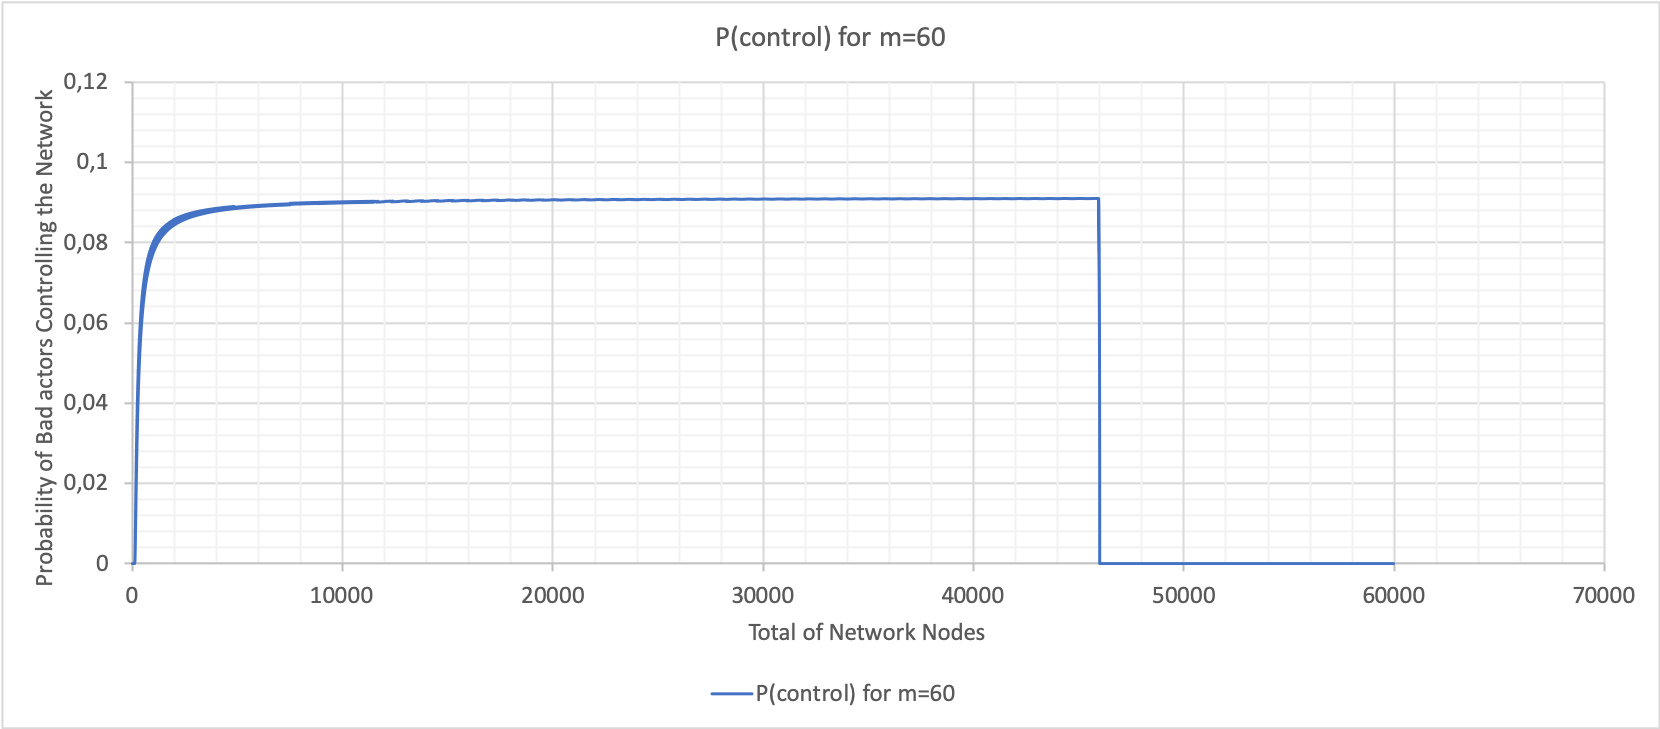 P(control) for m=60
Probability of Bad actors Controlling the Network
0,12
0,1
0,08
0,06
0,04
0,02
0
0 10000 20000 30000 40000 50000 60000 70000
Total of Network Nodes
P(control) for m=60